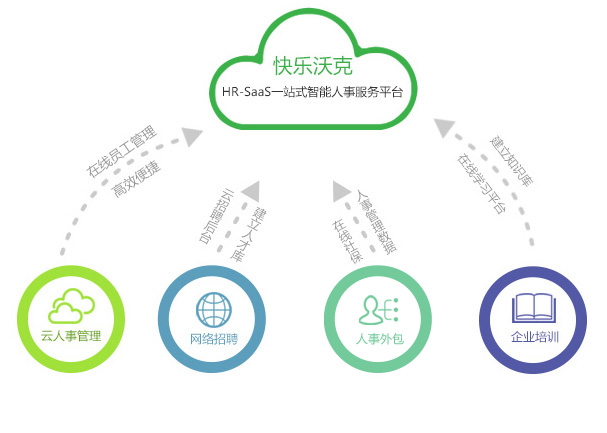 快乐沃克
HR-SaaS一站式智能人事服务平台
在线员工管理
高效便捷
云招聘后台
建立人才库
人事管理数据
在线社保
建立知识库
在线学习平台
云人事管理
网络招聘
人事外包
企业培训